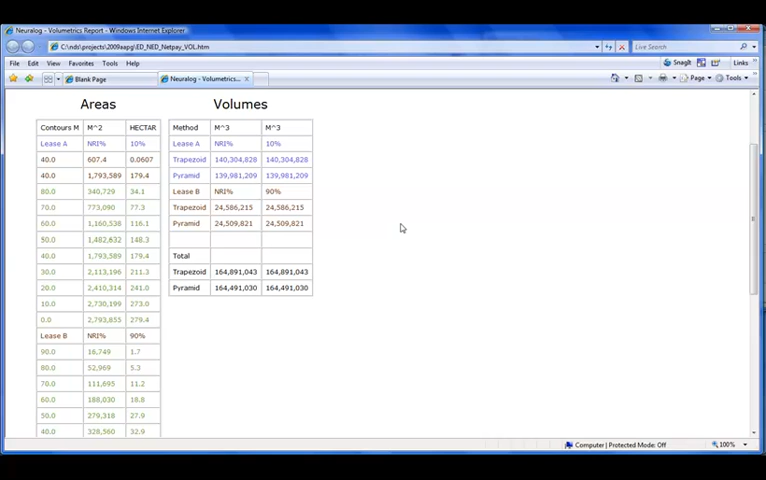 Neuralog - Volumetrics Report - Windows Internet Explorer
C:\nds\projects\2009aapg\ED_NED_Netpay_VOL.htm
Live Search
File Edit View Favorites Tools Help
SnagIt
Links
Blank Page
Neuralog - Volumetrics...
Page
Tools
Areas
Contours M M^2 HECTAR
Lease A NRI% 10%
40.0 607.4 0.0607
40.0 1,793,589 179.4
80.0 340,729 34.1
70.0 773,090 77.3
60.0 1,160,538 116.1
50.0 1,482,632 148.3
40.0 1,793,589 179.4
30.0 2,113,196 211.3
20.0 2,410,314 241.0
10.0 2,730,199 273.0
0.0 2,793,855 279.4
Lease B NRI% 90%
90.0 16,749 1.7
80.0 52,969 5.3
70.0 111,695 11.2
60.0 188,030 18.8
50.0 279,318 27.9
40.0 328,560 32.9
Volumes
Method M^3 M^3
Lease A NRI% 10%
Trapezoid 140,304,828 140,304,828
Pyramid 139,981,209 139,981,209
Lease B NRI% 90%
Trapezoid 24,586,215 24,586,215
Pyramid 24,509,821 24,509,821
Total
Trapezoid 164,891,043 164,891,043
Pyramid 164,491,030 164,491,030
Computer | Protected Mode: Off
100%